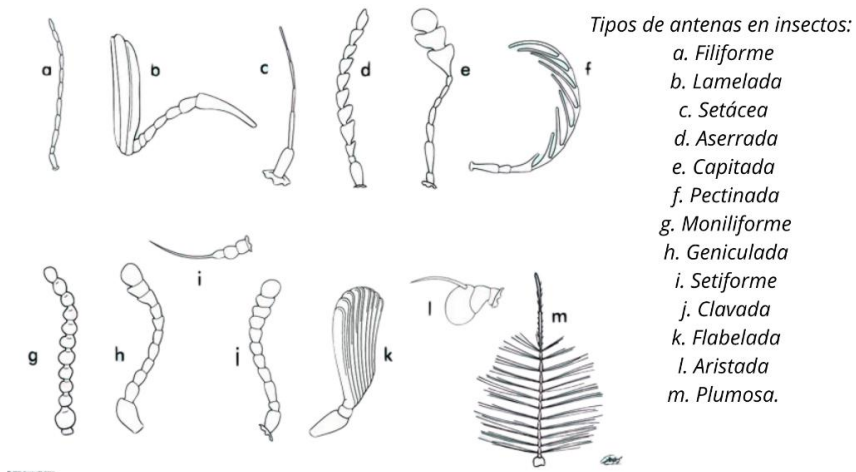 Tipos de antenas en insectos:
a. Filiforme
b. Lamelada
c. Setácea
d. Aserrada
e. Capitada
f. Pectinada
g. Moniliforme
h. Geniculada
i. Setiforme
j. Clavada
k. Flabelada
l. Aristada
m. Plumosa.
a
b
c
d
e
f
g
h
i
j
k
l
m